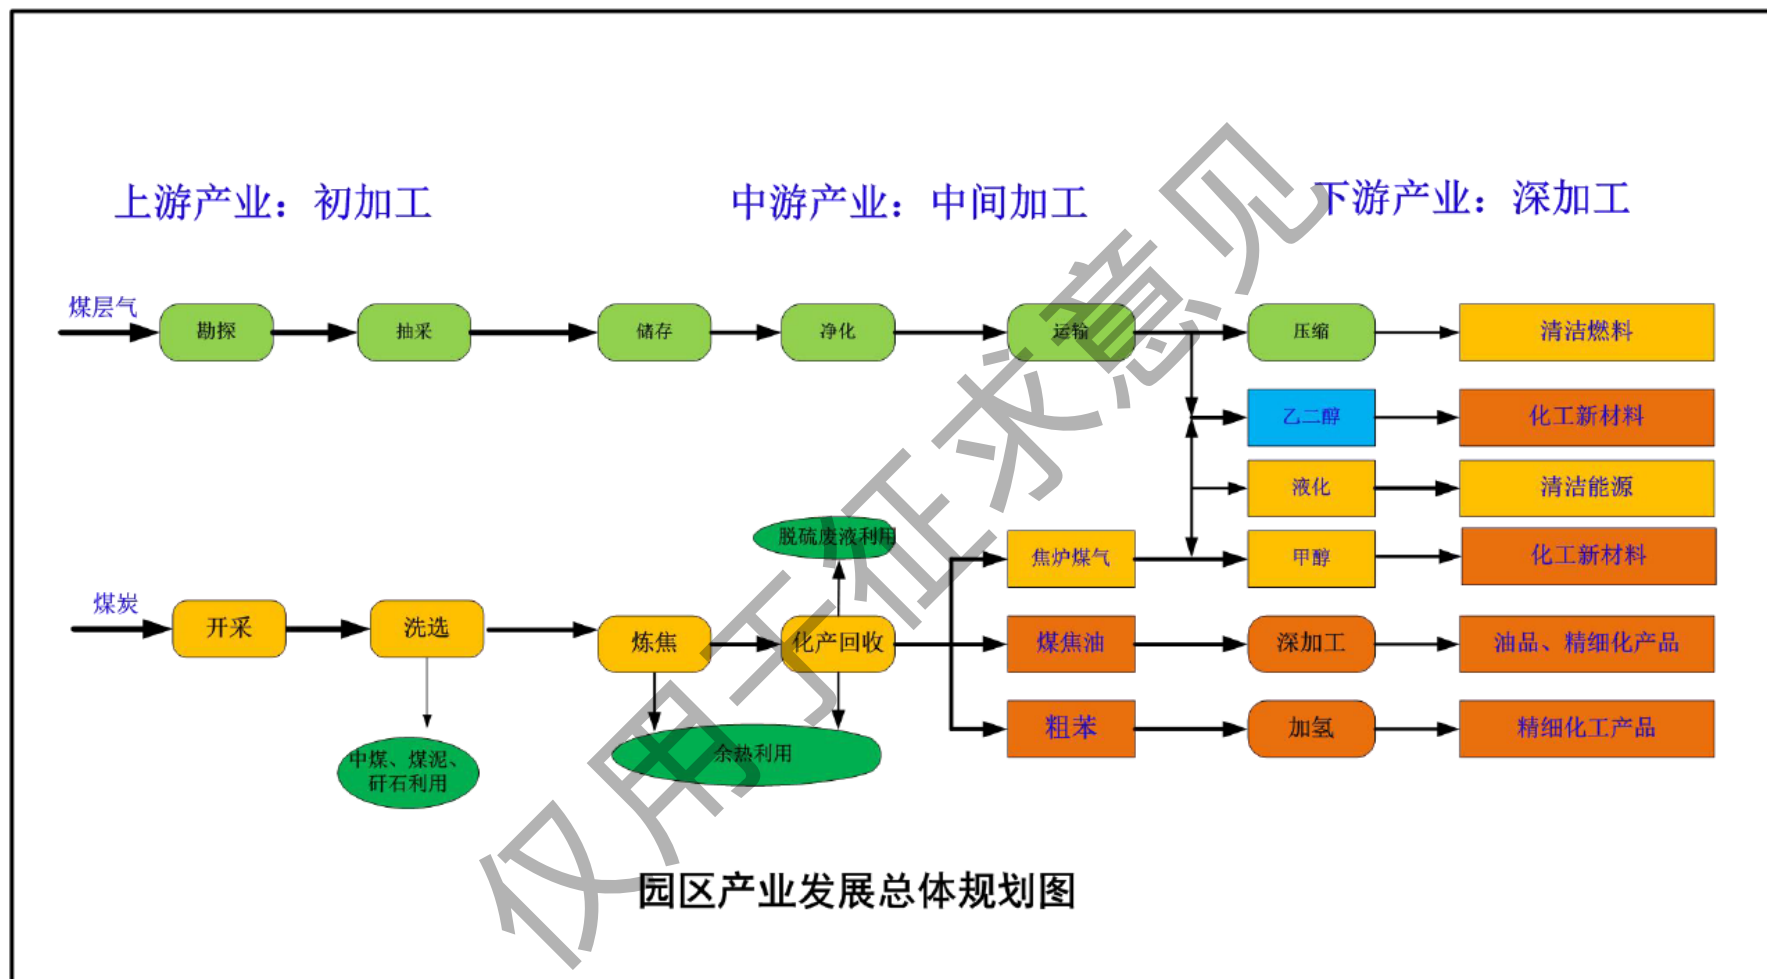 上游产业：初加工
中游产业：中间加工
下游产业：深加工
煤层气
勘探
抽采
储存
净化
运输
压缩
清洁燃料
乙二醇
化工新材料
液化
清洁能源
脱硫废液利用
焦炉煤气
甲醇
化工新材料
煤炭
开采
洗选
炼焦
化产回收
煤焦油
深加工
油品、精细化产品
粗苯
加氢
精细化工产品
中煤、煤泥、
矸石利用
余热利用
园区产业发展总体规划图
仅用于征求意见